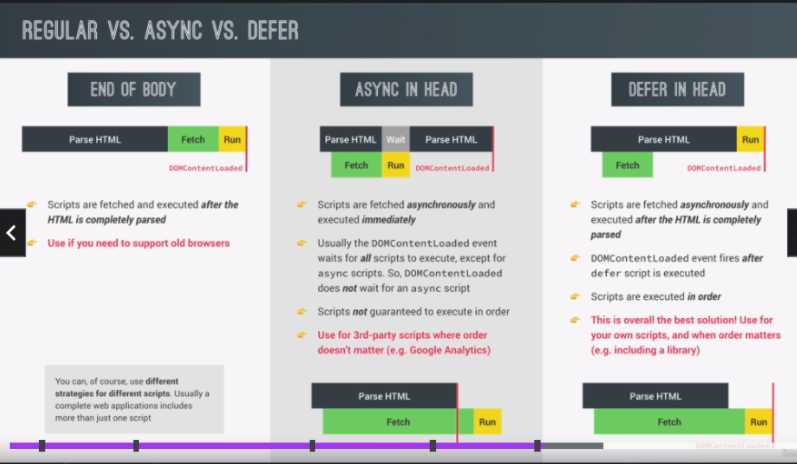 REGULAR VS. ASYNC VS. DEFER
END OF BODY
Parse HTML Fetch Run
DOMContentLoaded
Scripts are fetched and executed after the
HTML is completely parsed
Use if you need to support old browsers
You can, of course, use different
strategies for different scripts. Usually a
complete web applications includes
more than just one script
ASYNC IN HEAD
Parse HTML Wait Parse HTML
Fetch Run DOMContentLoaded
Scripts are fetched asynchronously and
executed immediately
Usually the DOMContentLoaded event
waits for all scripts to execute, except for
async scripts. So, DOMContentLoaded
does not wait for an async script
Scripts not guaranteed to execute in order
Use for 3rd-party scripts where order
doesn't matter (e.g. Google Analytics)
Parse HTML
Fetch Run
DEFER IN HEAD
Parse HTML Run
Fetch DOMContentLoaded
Scripts are fetched asynchronously and
executed after the HTML is completely
parsed
DOMContentLoaded event fires after
defer script is executed
Scripts are executed in order
This is overall the best solution! Use for
your own scripts, and when order matters
(e.g. including a library)
Parse HTML
Fetch Run
DOMContentLoaded